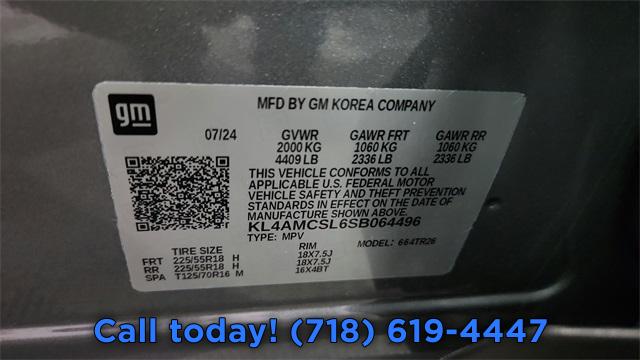 gm
MFD BY GM KOREA COMPANY
07/24 GVWR GAWR FRT GAWR RR
2000 KG 1060 KG 1060 KG
4409 LB 2336 LB 2336 LB
THIS VEHICLE CONFORMS TO ALL
APPLICABLE U.S. FEDERAL MOTOR
VEHICLE SAFETY AND THEFT PREVENTION
STANDARDS IN EFFECT ON THE DATE OF
MANUFACTURE SHOWN ABOVE.
KL4AMCSL6SB064496
TYPE: MPV MODEL: 664TR26
TIRE SIZE RIM
FRT 225/55R18 H 18X7.5J
RR 225/55R18 H 18X7.5J
SPA T125/70R16 M 16X4BT
Call today! (718) 619-4447